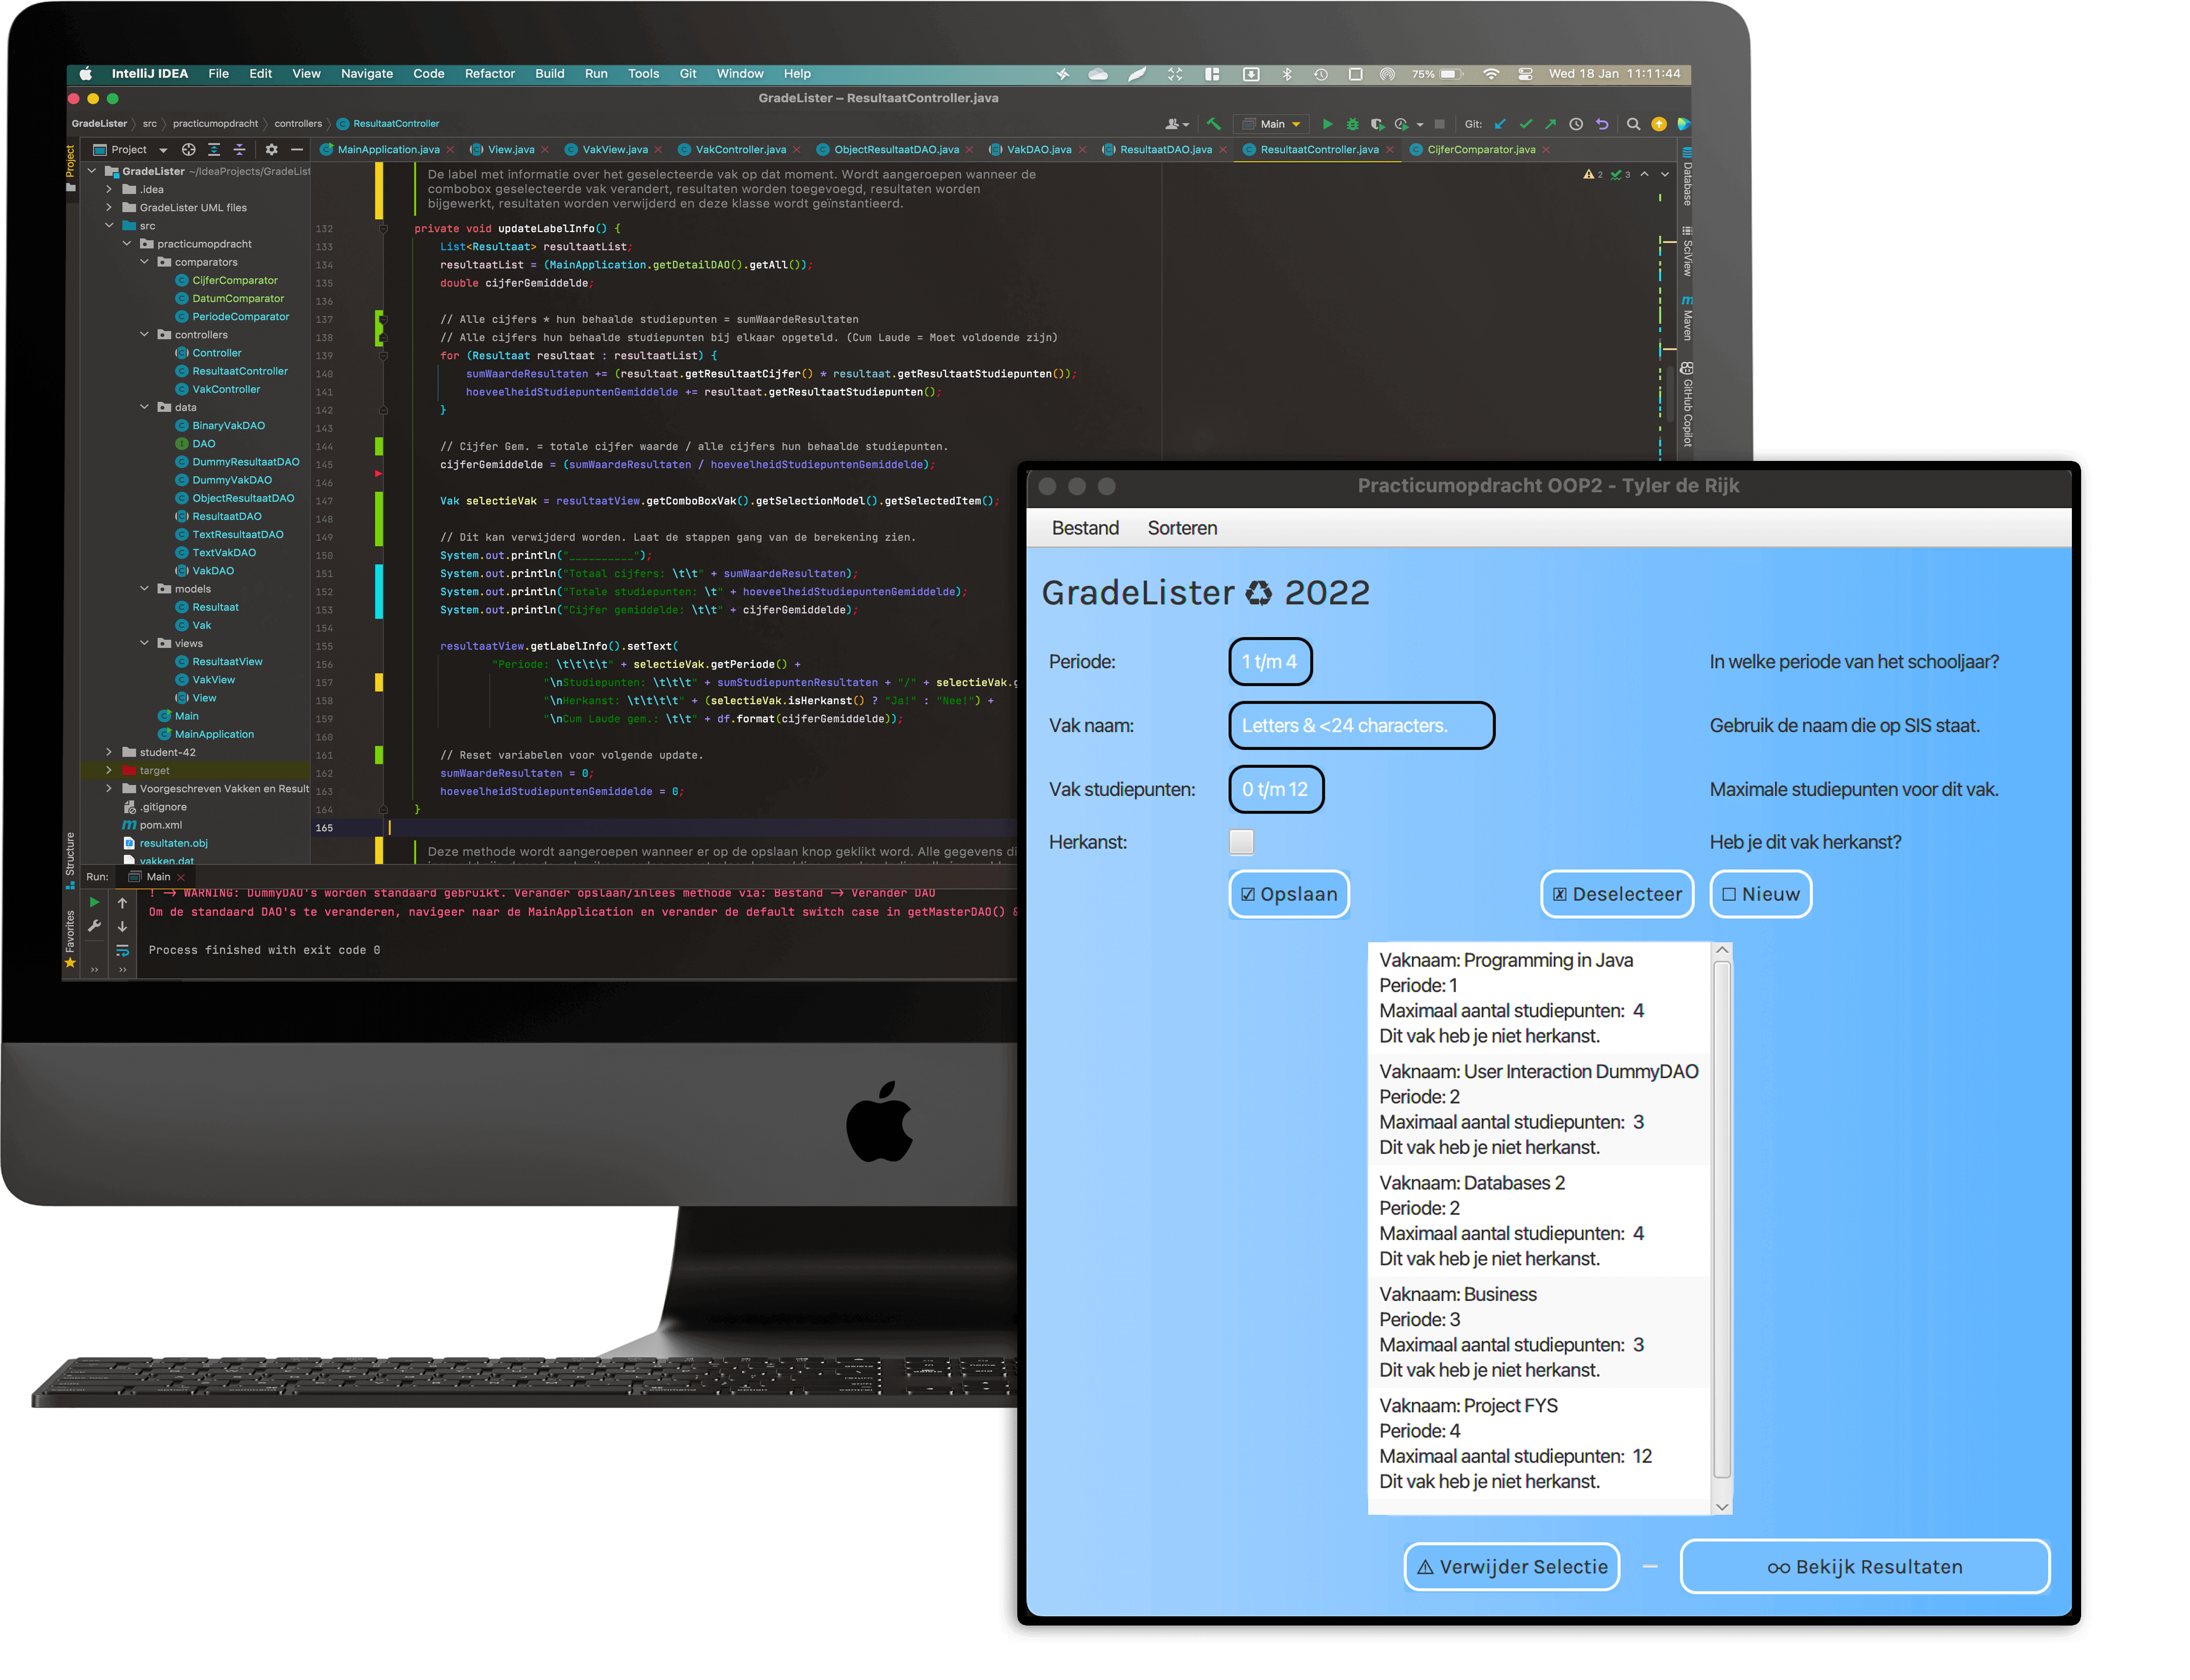 IntelliJ IDEA File Edit View Navigate Code Refactor Build Run Tools Git Window Help 75% Wed 18 Jan 11:11:44
GradeLister – ResultaatController.java
GradeLister src practicumopdracht controllers ResultaatController Main Git:
Project
Project
MainApplication.java View.java VakView.java VakController.java ObjectResultaatDAO.java VakDAO.java ResultaatDAO.java ResultaatController.java CijferComparator.java
GradeLister ~/IdeaProjects/GradeList
.idea
GradeLister UML files
src
practicumopdracht
comparators
CijferComparator
DatumComparator
PeriodeComparator
controllers
Controller
ResultaatController
VakController
data
BinaryVakDAO
DAO
DummyResultaatDAO
DummyVakDAO
ObjectResultaatDAO
ResultaatDAO
TextResultaatDAO
TextVakDAO
VakDAO
models
Resultaat
Vak
views
ResultaatView
VakView
View
Main
MainApplication
student-42
target
Voorgeschreven Vakken en Result
.gitignore
pom.xml
resultaten.obj
vakken.dat
Structure
Favorites
De label met informatie over het geselecteerde vak op dat moment. Wordt aangeroepen wanneer de
combobox geselecteerde vak verandert, resultaten worden toegevoegd, resultaten worden
bijgewerkt, resultaten worden verwijderd en deze klasse wordt geïnstantieerd.
2 3
132 private void updateLabelInfo() {
133 List<Resultaat> resultaatList;
134 resultaatList = (MainApplication.getDetailDAO().getAll());
135 double cijferGemiddelde;
136
137 // Alle cijfers * hun behaalde studiepunten = sumWaardeResultaten
138 // Alle cijfers hun behaalde studiepunten bij elkaar opgeteld. (Cum Laude = Moet voldoende zijn)
139 for (Resultaat resultaat : resultaatList) {
140 sumWaardeResultaten += (resultaat.getResultaatCijfer() * resultaat.getResultaatStudiepunten());
141 hoeveelheidStudiepuntenGemiddelde += resultaat.getResultaatStudiepunten();
142 }
143
144 // Cijfer Gem. = totale cijfer waarde / alle cijfers hun behaalde studiepunten.
145 cijferGemiddelde = (sumWaardeResultaten / hoeveelheidStudiepuntenGemiddelde);
146
147 Vak selectieVak = resultaatView.getComboBoxVak().getSelectionModel().getSelectedItem();
148
149 // Dit kan verwijderd worden. Laat de stappen gang van de berekening zien.
150 System.out.println("__________");
151 System.out.println("Totaal cijfers: \t\t" + sumWaardeResultaten);
152 System.out.println("Totale studiepunten: \t" + hoeveelheidStudiepuntenGemiddelde);
153 System.out.println("Cijfer gemiddelde: \t\t" + cijferGemiddelde);
154
155 resultaatView.getLabelInfo().setText(
156 "Periode: \t\t\t\t" + selectieVak.getPeriode() +
157 "\nStudiepunten: \t\t\t" + sumStudiepuntenResultaten + "/" + selectieVak.g
158 "\nHerkanst: \t\t\t\t" + (selectieVak.isHerkanst() ? "Ja!" : "Nee!") +
159 "\nCum Laude gem.: \t\t" + df.format(cijferGemiddelde));
160
161 // Reset variabelen voor volgende update.
162 sumWaardeResultaten = 0;
163 hoeveelheidStudiepuntenGemiddelde = 0;
164 }
165
Deze methode wordt aangeroepen wanneer er op de opslaan knop geklikt word. Alle gegevens di
Database
SciView
Maven
GitHub Copilot
Run: Main
! → WARNING: DummyDAO's worden standaard gebruikt. Verander opslaan/inlees methode via: Bestand → Verander DAO
Om de standaard DAO's te veranderen, navigeer naar de MainApplication en verander de default switch case in getMasterDAO() &
Process finished with exit code 0
Practicumopdracht OOP2 - Tyler de Rijk
Bestand Sorteren
GradeLister ♻ 2022
Periode: 1 t/m 4 In welke periode van het schooljaar?
Vak naam: Letters & <24 characters. Gebruik de naam die op SIS staat.
Vak studiepunten: 0 t/m 12 Maximale studiepunten voor dit vak.
Herkanst: Heb je dit vak herkanst?
☑ Opslaan ☒ Deselecteer ☐ Nieuw
Vaknaam: Programming in Java
Periode: 1
Maximaal aantal studiepunten: 4
Dit vak heb je niet herkanst.
Vaknaam: User Interaction DummyDAO
Periode: 2
Maximaal aantal studiepunten: 3
Dit vak heb je niet herkanst.
Vaknaam: Databases 2
Periode: 2
Maximaal aantal studiepunten: 4
Dit vak heb je niet herkanst.
Vaknaam: Business
Periode: 3
Maximaal aantal studiepunten: 3
Dit vak heb je niet herkanst.
Vaknaam: Project FYS
Periode: 4
Maximaal aantal studiepunten: 12
Dit vak heb je niet herkanst.
⚠ Verwijder Selectie — Bekijk Resultaten